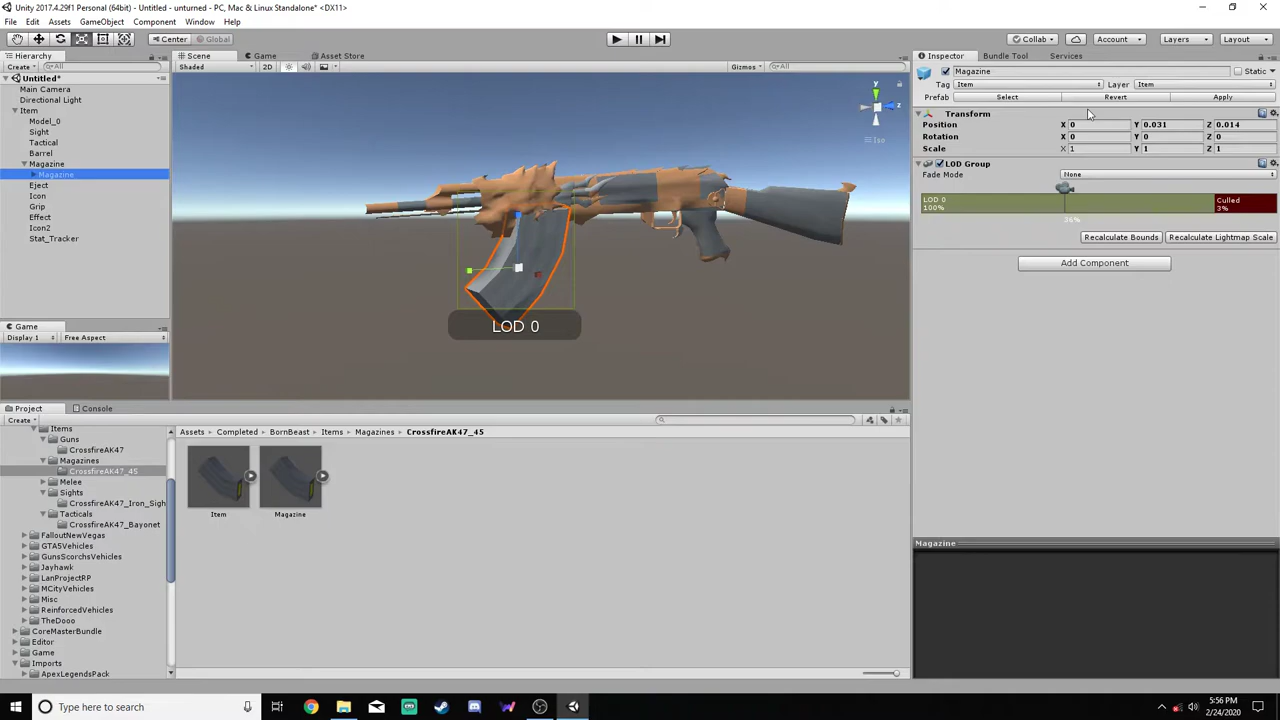 Unity 2017.4.29f1 Personal (64bit) - Untitled - unturned - PC, Mac & Linux Standalone* <DX11>
File Edit Assets GameObject Component Window Help
Center Global Collab Account Layers Layout
Hierarchy
Create All
Untitled*
Main Camera
Directional Light
Item
Model_0
Sight
Tactical
Barrel
Magazine
Magazine
Eject
Icon
Grip
Effect
Icon2
Stat_Tracker
Game
Display 1 Free Aspect
Scene Game Asset Store
Shaded 2D Gizmos All
y
z
Iso
LOD 0
Inspector Bundle Tool Services
Magazine Static
Tag Item Layer Item
Prefab Select Revert Apply
Transform
Position X 0 Y 0.031 Z 0.014
Rotation X 0 Y 0 Z 0
Scale X 1 Y 1 Z 1
LOD Group
Fade Mode None
LOD 0
100%
Culled
3%
36%
Recalculate Bounds Recalculate Lightmap Scale
Add Component
Magazine
Project Console
Create
Items
Guns
CrossfireAK47
Magazines
CrossfireAK47_45
Melee
Sights
CrossfireAK47_Iron_Sigh
Tacticals
CrossfireAK47_Bayonet
FalloutNewVegas
GTA5Vehicles
GunsScorchsVehicles
Jayhawk
LanProjectRP
MCityVehicles
Misc
ReinforcedVehicles
TheDooo
CoreMasterBundle
Editor
Game
Imports
ApexLegendsPack
Assets Completed BornBeast Items Magazines CrossfireAK47_45
Item Magazine
Type here to search
5:56 PM
2/24/2020